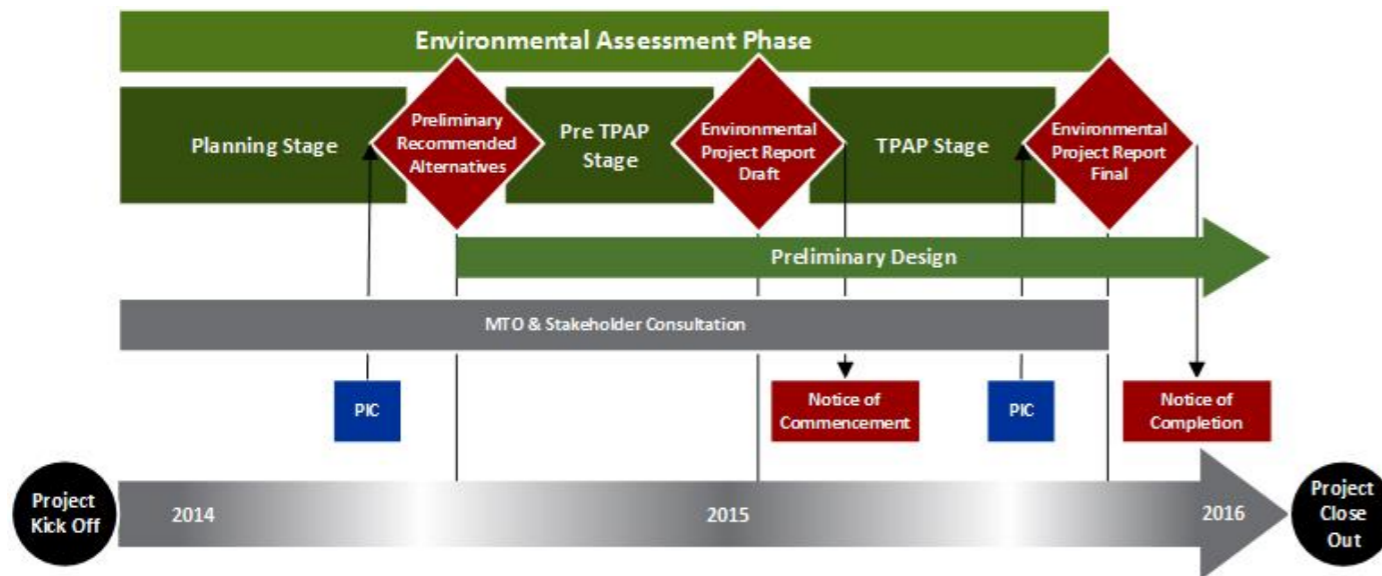 Environmental Assessment Phase
Planning Stage
Preliminary
Recommended
Alternatives
Pre TPAP
Stage
Environmental
Project Report
Draft
TPAP Stage
Environmental
Project Report
Final
Preliminary Design
MTO & Stakeholder Consultation
PIC
Notice of
Commencement
PIC
Notice of
Completion
Project
Kick Off
2014
2015
2016
Project
Close
Out